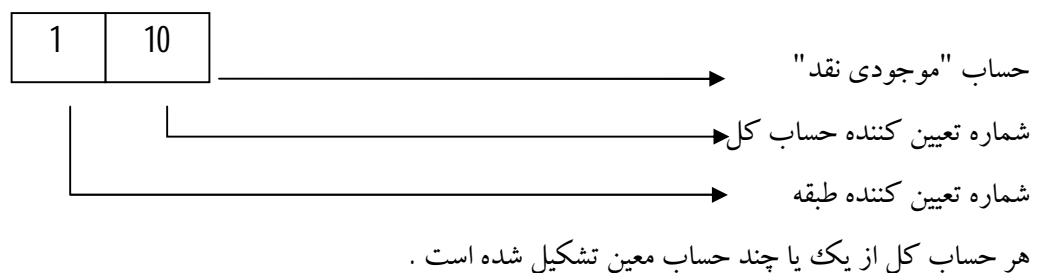 1 10
حساب "موجودی نقد"
شماره تعیین کننده حساب کل
شماره تعیین کننده طبقه
هر حساب کل از یک یا چند حساب معین تشکیل شده است .